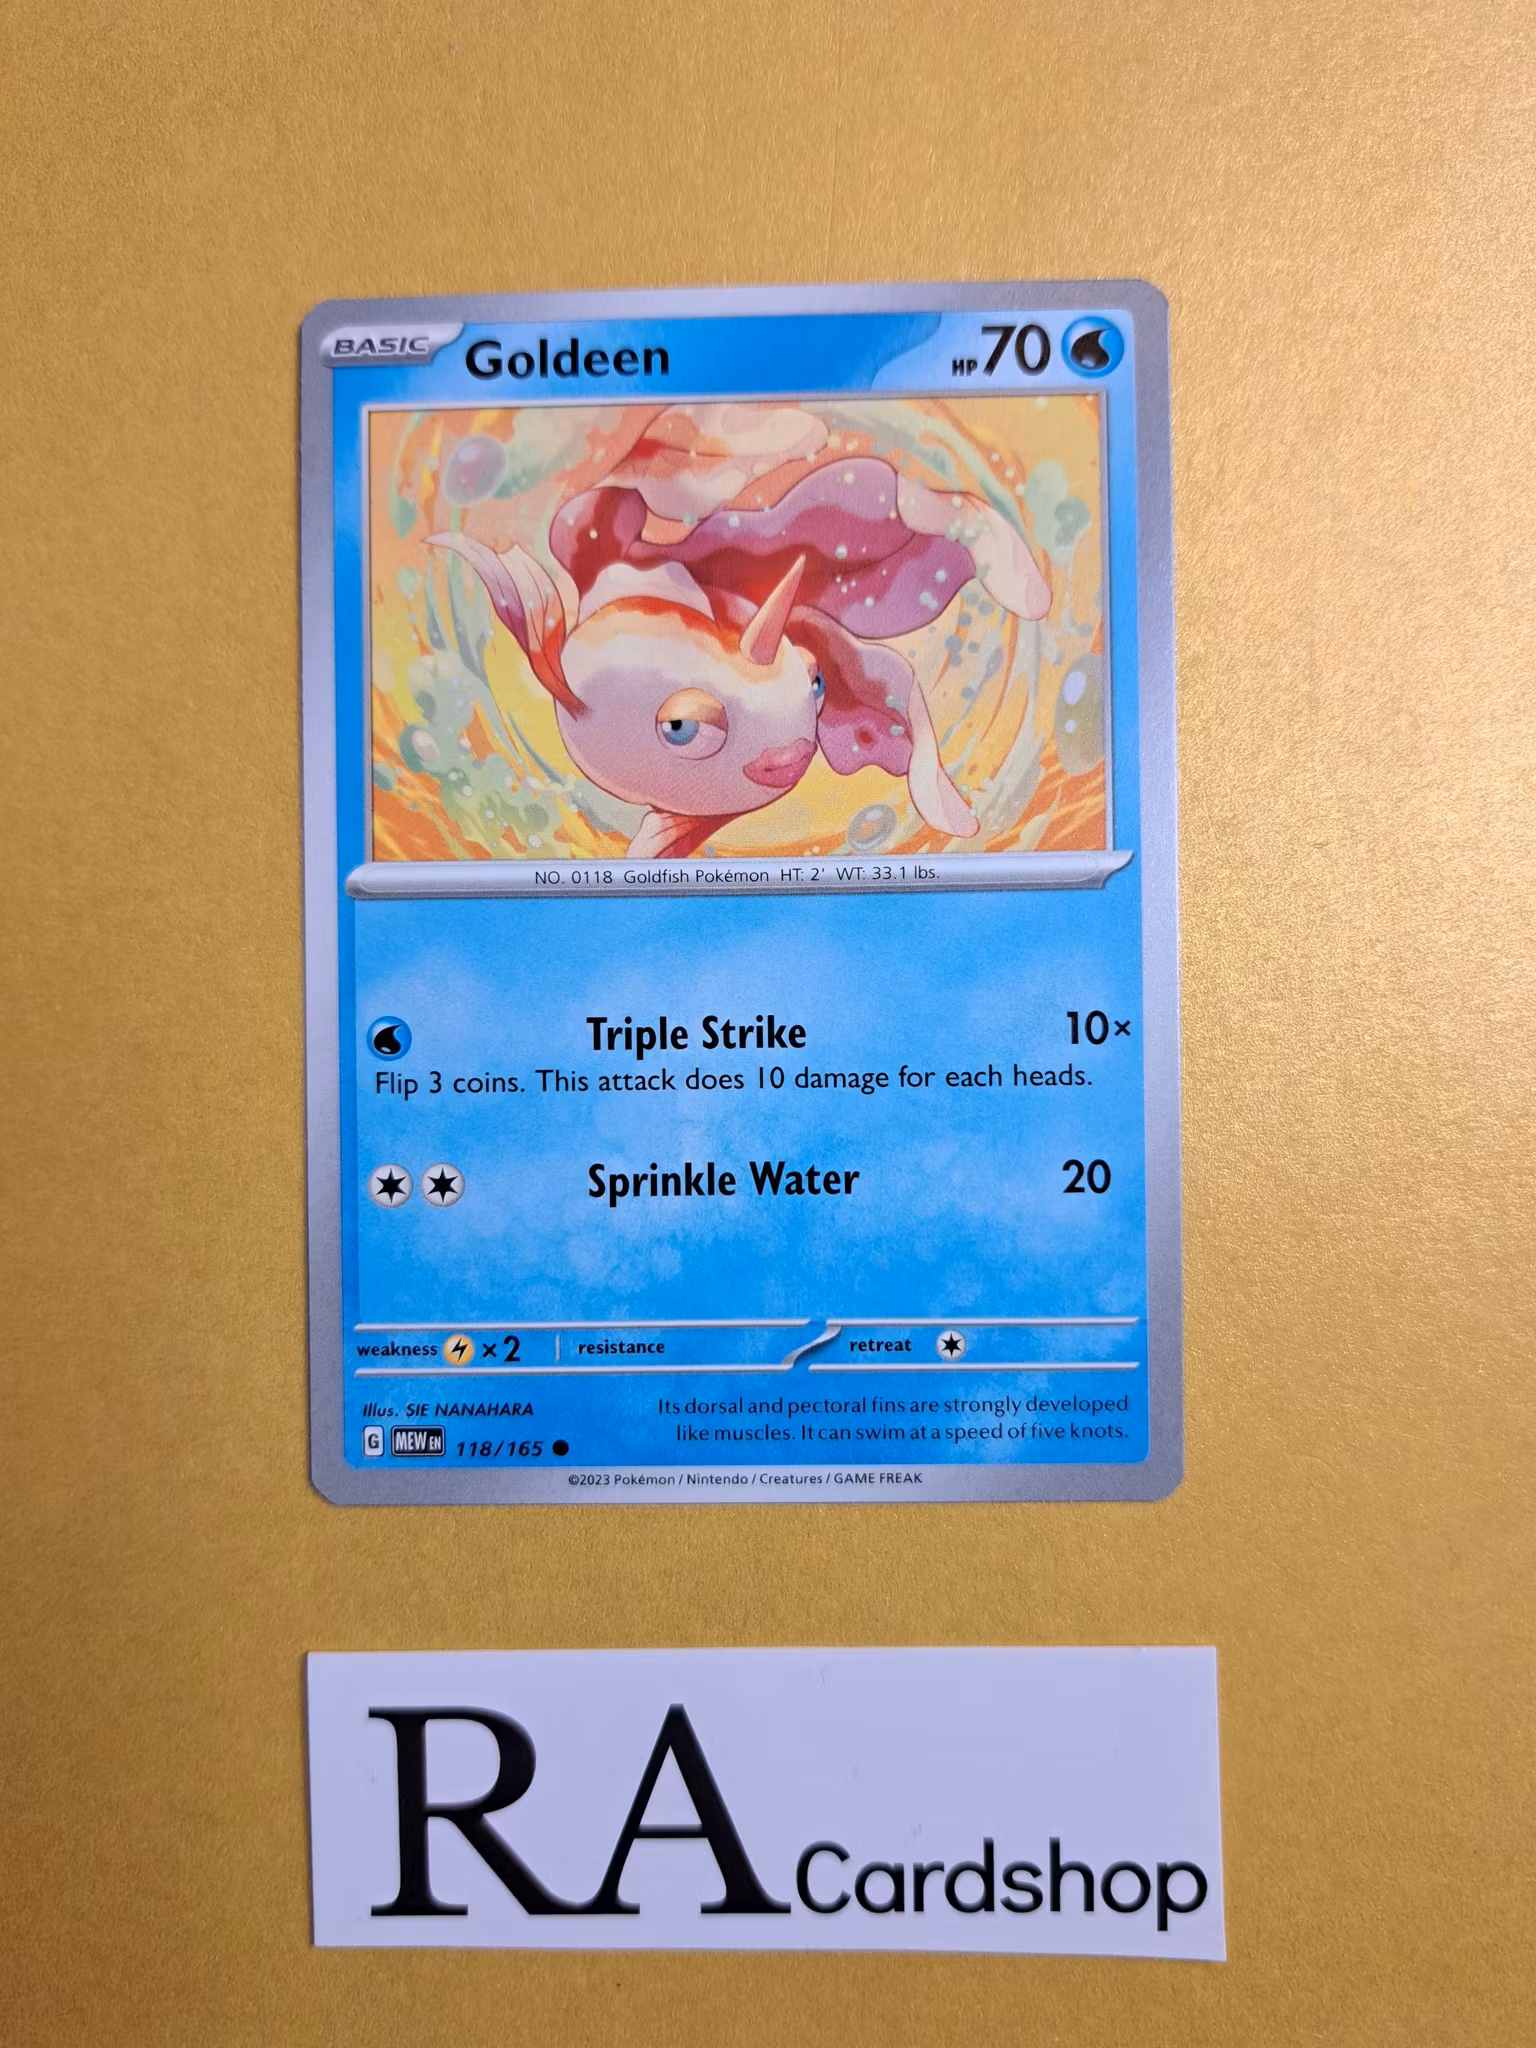 BASIC Goldeen HP 70
NO. 0118 Goldfish Pokémon HT: 2' WT: 33.1 lbs.
Triple Strike 10×
Flip 3 coins. This attack does 10 damage for each heads.
Sprinkle Water 20
weakness ×2 resistance retreat
Illus. SIE NANAHARA
Its dorsal and pectoral fins are strongly developed
like muscles. It can swim at a speed of five knots.
G MEW EN 118/165
©2023 Pokémon / Nintendo / Creatures / GAME FREAK
RA Cardshop